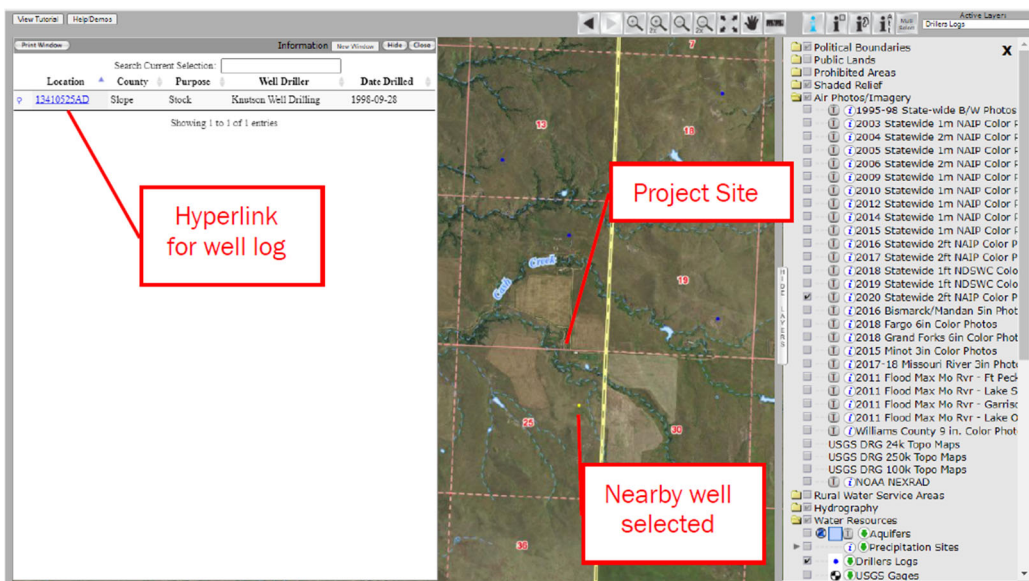 View Tutorial Help/Demos
Active Layer:
Drillers Logs
Print Window Information New Window Hide Close
Search Current Selection:
Location County Purpose Well Driller Date Drilled
13410525AD Slope Stock Knutson Well Drilling 1998-09-28
Showing 1 to 1 of 1 entries
Hyperlink
for well log
Project Site
Nearby well
selected
7
13
18
Creek
19
25
30
36
HIDE LAYERS
X
Political Boundaries
Public Lands
Prohibited Areas
Shaded Relief
Air Photos/Imagery
1995-98 State-wide B/W Photos
2003 Statewide 1m NAIP Color P
2004 Statewide 2m NAIP Color P
2005 Statewide 1m NAIP Color P
2006 Statewide 2m NAIP Color P
2009 Statewide 1m NAIP Color P
2010 Statewide 1m NAIP Color P
2012 Statewide 1m NAIP Color P
2014 Statewide 1m NAIP Color P
2015 Statewide 1m NAIP Color P
2016 Statewide 2ft NAIP Color P
2017 Statewide 2ft NAIP Color P
2018 Statewide 1ft NDSWC Colo
2019 Statewide 1ft NDSWC Colo
2020 Statewide 2ft NAIP Color P
2016 Bismarck/Mandan 5in Phot
2018 Fargo 6in Color Photos
2018 Grand Forks 6in Color Phot
2015 Minot 3in Color Photos
2017-18 Missouri River 3in Phot
2011 Flood Max Mo Rvr - Ft Peck
2011 Flood Max Mo Rvr - Lake S
2011 Flood Max Mo Rvr - Garrisc
2011 Flood Max Mo Rvr - Lake O
Williams County 9 in. Color Phot
USGS DRG 24k Topo Maps
USGS DRG 250k Topo Maps
USGS DRG 100k Topo Maps
NOAA NEXRAD
Rural Water Service Areas
Hydrography
Water Resources
Aquifers
Precipitation Sites
Drillers Logs
USGS Gages